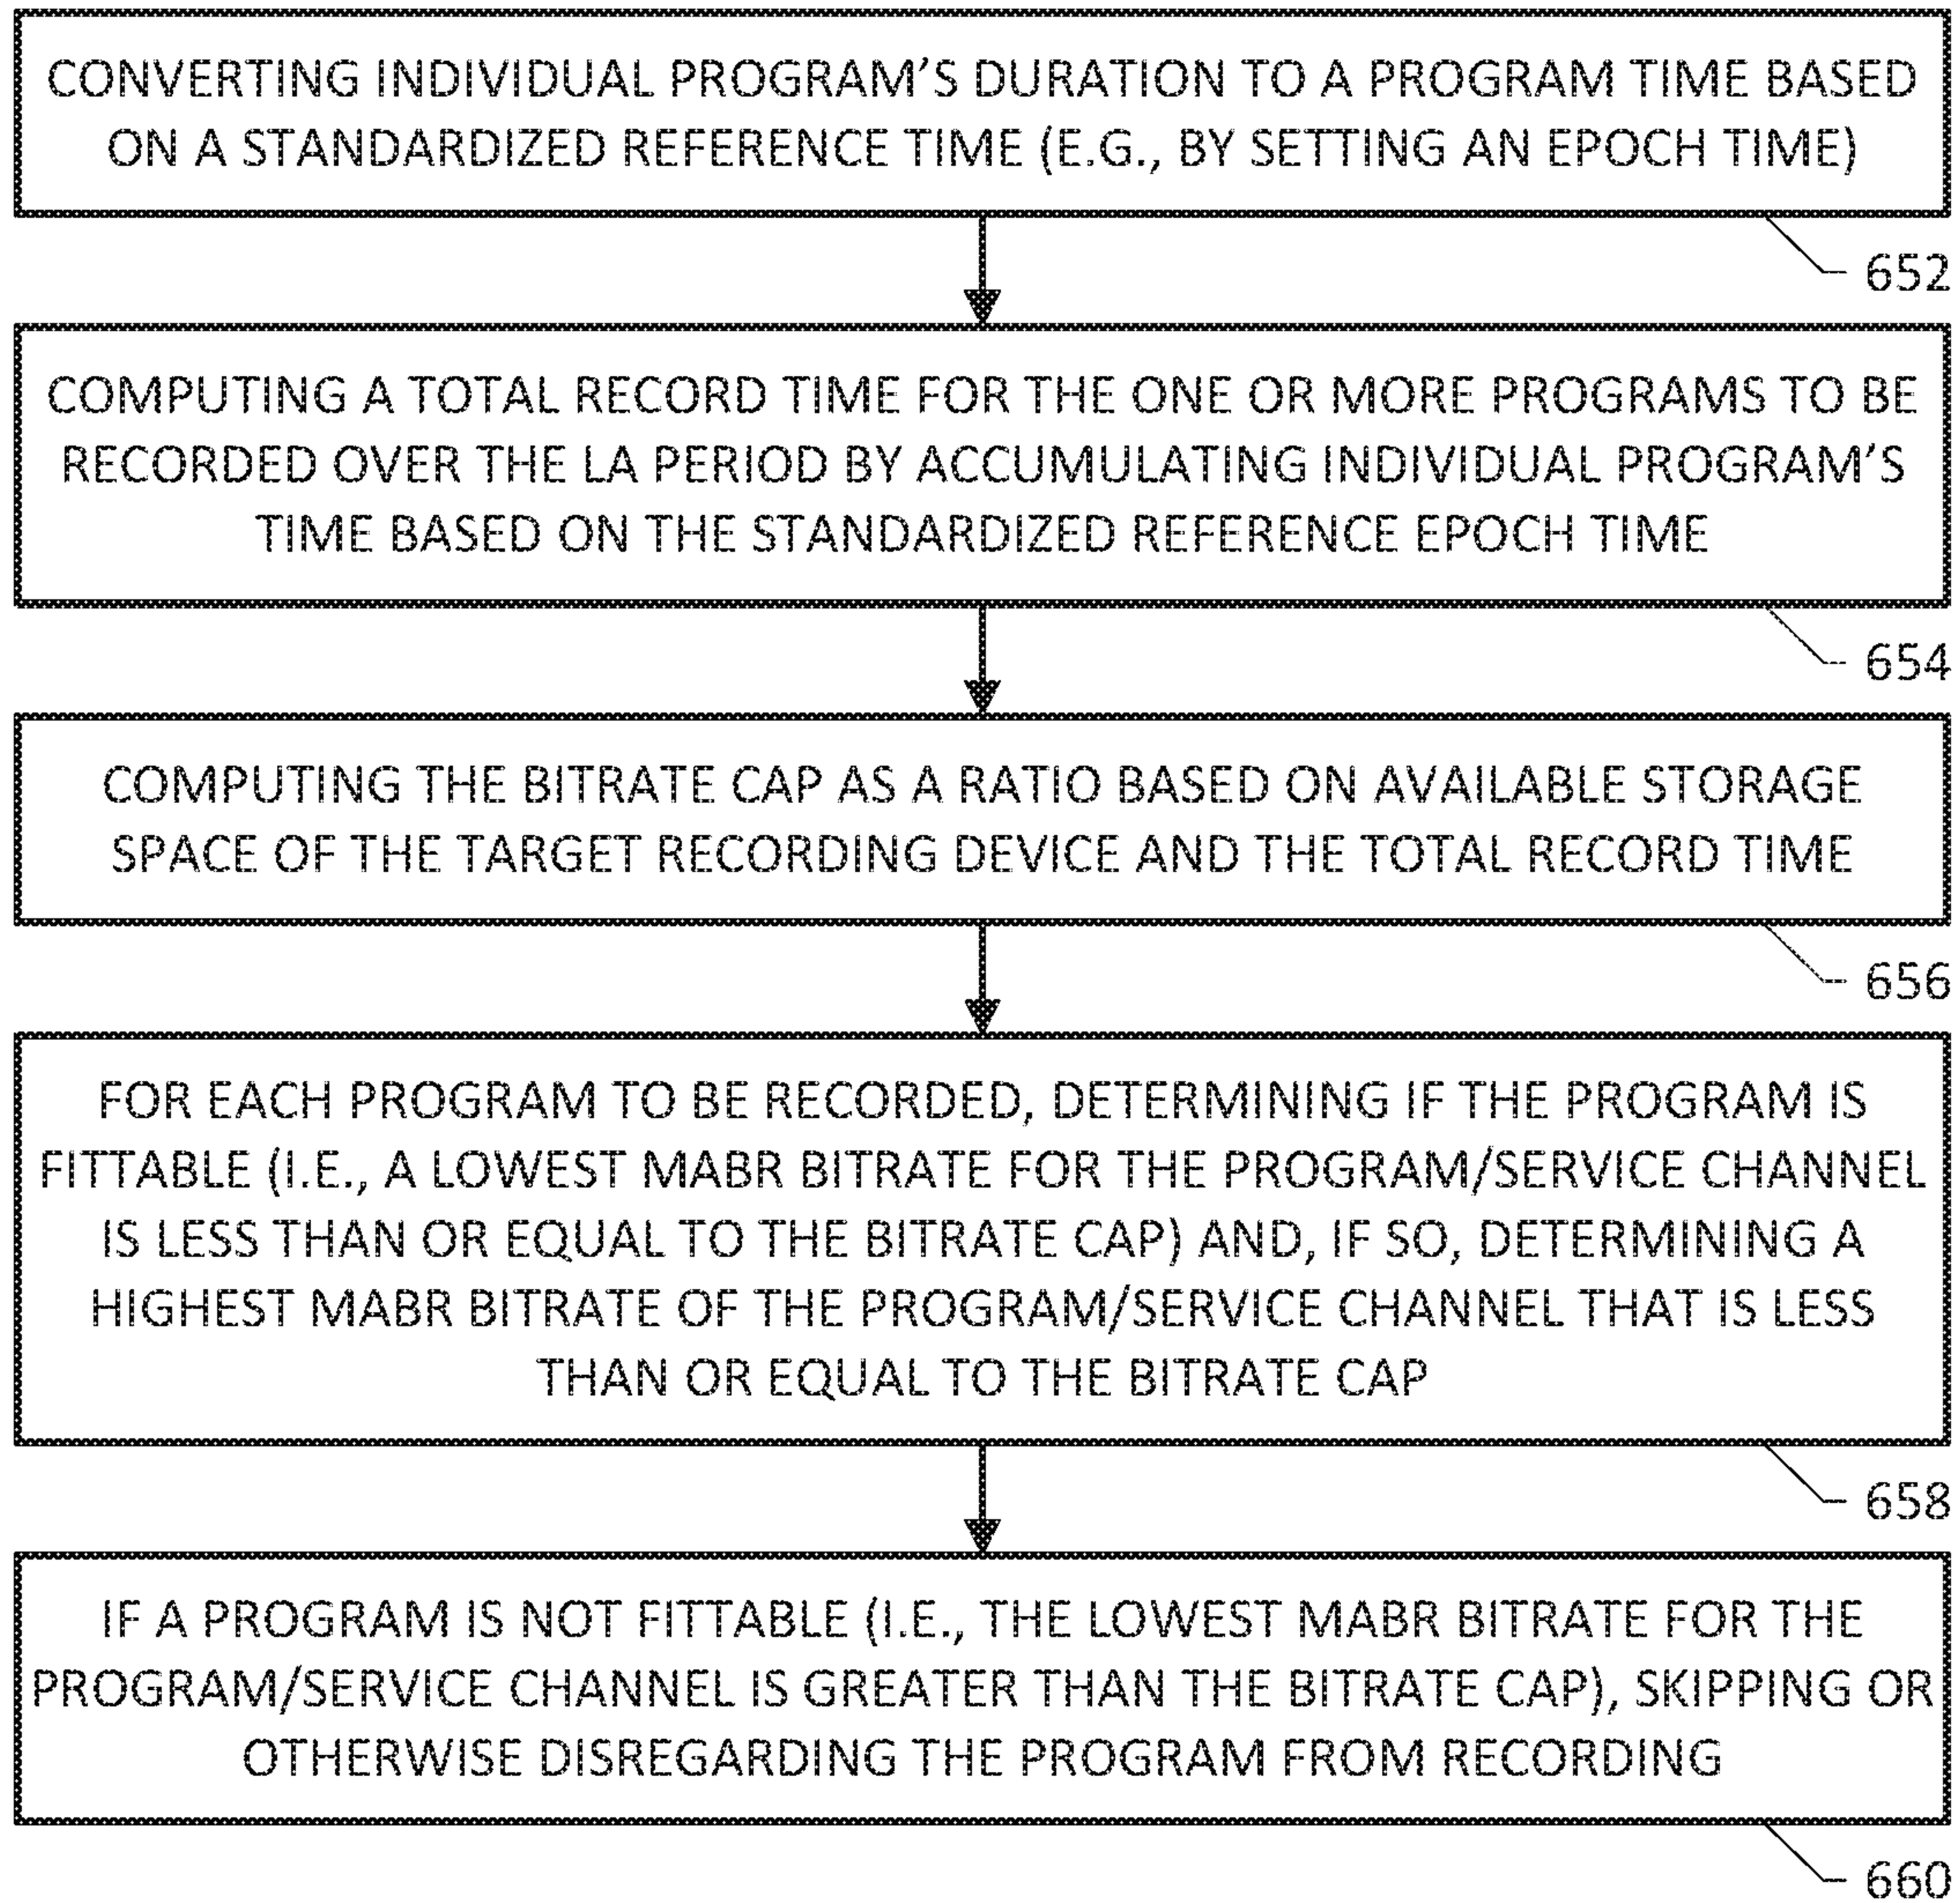 CONVERTING INDIVIDUAL PROGRAM'S DURATION TO A PROGRAM TIME BASED
ON A STANDARDIZED REFERENCE TIME (E.G., BY SETTING AN EPOCH TIME)
652
COMPUTING A TOTAL RECORD TIME FOR THE ONE OR MORE PROGRAMS TO BE
RECORDED OVER THE LA PERIOD BY ACCUMULATING INDIVIDUAL PROGRAM'S
TIME BASED ON THE STANDARDIZED REFERENCE EPOCH TIME
654
COMPUTING THE BITRATE CAP AS A RATIO BASED ON AVAILABLE STORAGE
SPACE OF THE TARGET RECORDING DEVICE AND THE TOTAL RECORD TIME
656
FOR EACH PROGRAM TO BE RECORDED, DETERMINING IF THE PROGRAM IS
FITTABLE (I.E., A LOWEST MABR BITRATE FOR THE PROGRAM/SERVICE CHANNEL
IS LESS THAN OR EQUAL TO THE BITRATE CAP) AND, IF SO, DETERMINING A
HIGHEST MABR BITRATE OF THE PROGRAM/SERVICE CHANNEL THAT IS LESS
THAN OR EQUAL TO THE BITRATE CAP
658
IF A PROGRAM IS NOT FITTABLE (I.E., THE LOWEST MABR BITRATE FOR THE
PROGRAM/SERVICE CHANNEL IS GREATER THAN THE BITRATE CAP), SKIPPING OR
OTHERWISE DISREGARDING THE PROGRAM FROM RECORDING
660